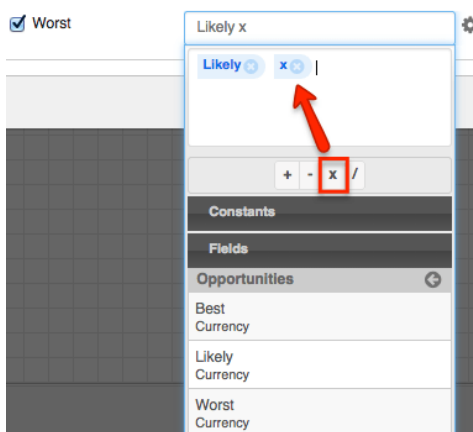 Worst
Likely x
Likely x
+ - x /
Constants
Fields
Opportunities
Best
Currency
Likely
Currency
Worst
Currency